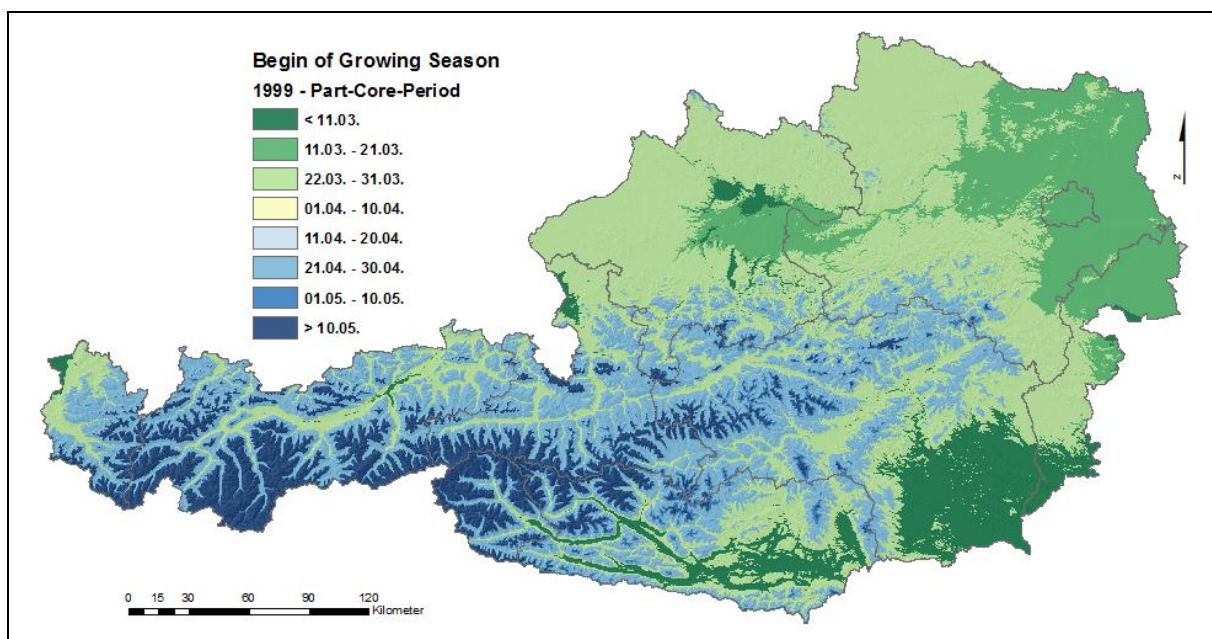 Begin of Growing Season
1999 - Part-Core-Period
< 11.03.
11.03. - 21.03.
22.03. - 31.03.
01.04. - 10.04.
11.04. - 20.04.
21.04. - 30.04.
01.05. - 10.05.
> 10.05.
N
0 15 30 60 90 120
Kilometer